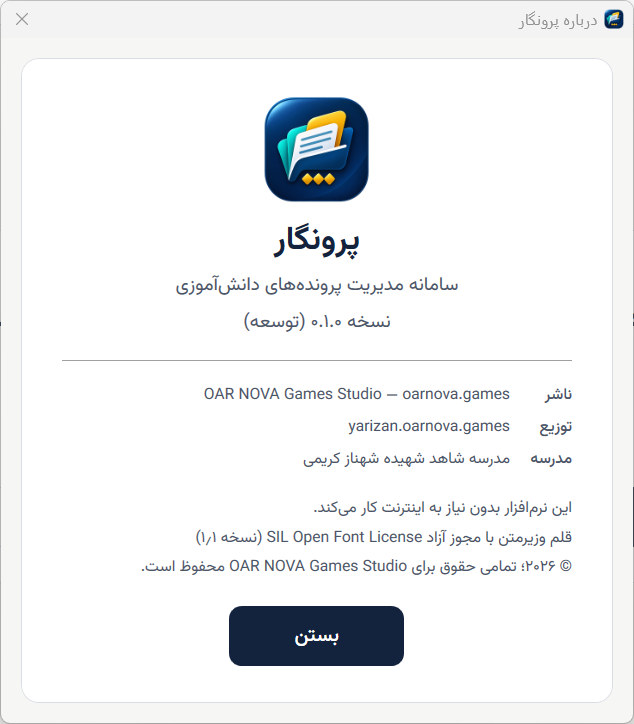 درباره پرونگار
پرونگار
سامانه مدیریت پرونده‌های دانش‌آموزی
نسخه ۰.۱.۰ (توسعه)
ناشر OAR NOVA Games Studio — oarnova.games
توزیع yarizan.oarnova.games
مدرسه مدرسه شاهد شهیده شهناز کریمی
این نرم‌افزار بدون نیاز به اینترنت کار می‌کند.
قلم وزیرمتن با مجوز آزاد SIL Open Font License (نسخه ۱٫۱)
© ۲۰۲۶؛ تمامی حقوق برای OAR NOVA Games Studio محفوظ است.
بستن